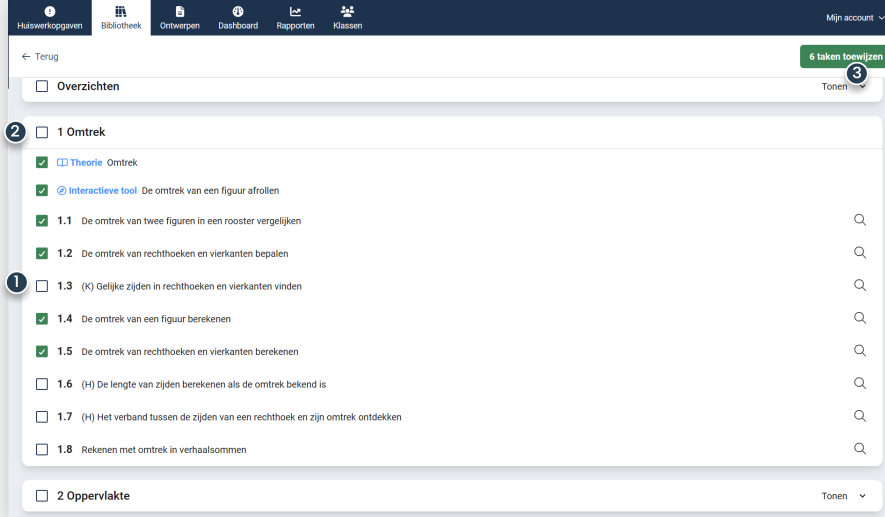 Huiswerkopgaven Bibliotheek Ontwerpen Dashboard Rapporten Klassen Mijn account
← Terug 6 taken toewijzen
3
Overzichten Tonen
2 1 Omtrek
Theorie Omtrek
Interactieve tool De omtrek van een figuur afrollen
1.1 De omtrek van twee figuren in een rooster vergelijken
1.2 De omtrek van rechthoeken en vierkanten bepalen
1 1.3 (K) Gelijke zijden in rechthoeken en vierkanten vinden
1.4 De omtrek van een figuur berekenen
1.5 De omtrek van rechthoeken en vierkanten berekenen
1.6 (H) De lengte van zijden berekenen als de omtrek bekend is
1.7 (H) Het verband tussen de zijden van een rechthoek en zijn omtrek ontdekken
1.8 Rekenen met omtrek in verhaalsommen
2 Oppervlakte Tonen